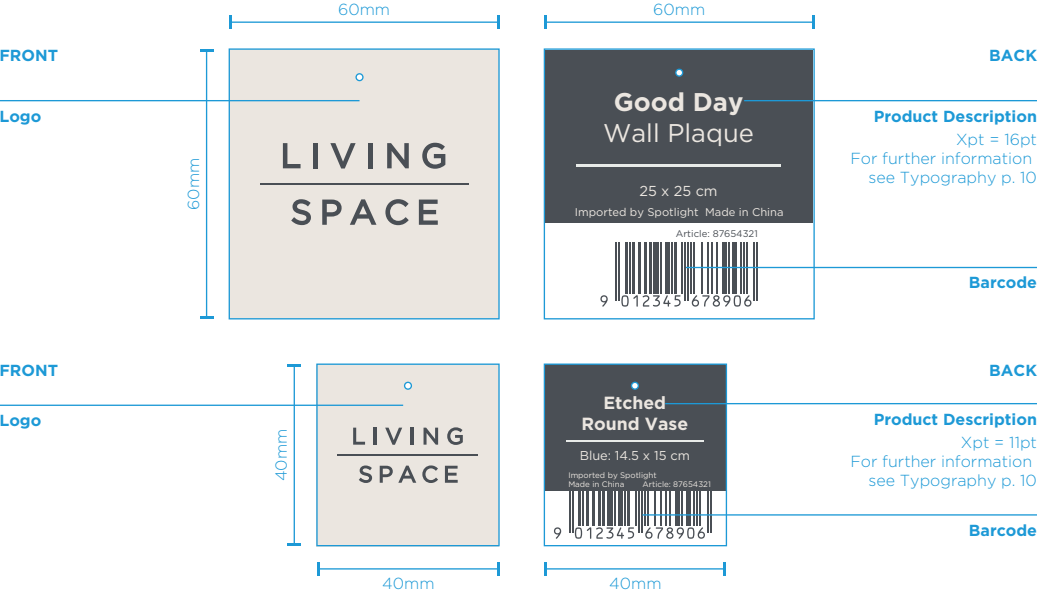 60mm
60mm
FRONT
BACK
Logo
60mm
LIVING
SPACE
Good Day
Wall Plaque
25 x 25 cm
Imported by Spotlight Made in China
Article: 87654321
9 012345 678906
Product Description
Xpt = 16pt
For further information
see Typography p. 10
Barcode
FRONT
BACK
Logo
40mm
LIVING
SPACE
40mm
Etched
Round Vase
Blue: 14.5 x 15 cm
Imported by Spotlight
Made in China Article: 87654321
9 012345 678906
40mm
Product Description
Xpt = 11pt
For further information
see Typography p. 10
Barcode